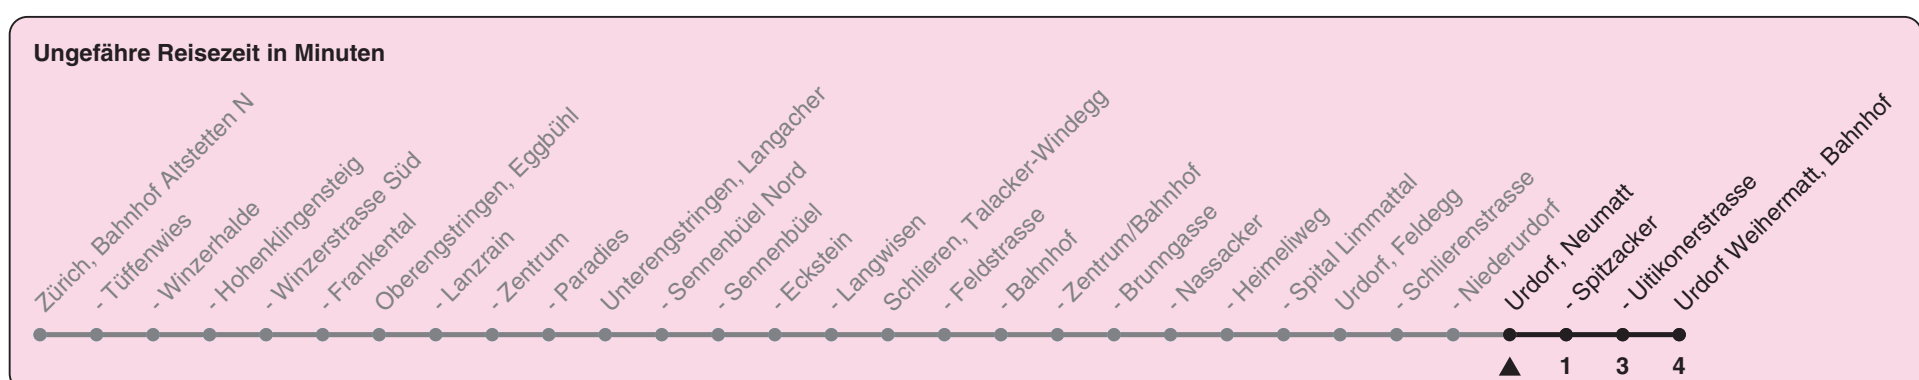 Ungefähre Reisezeit in Minuten
Zürich, Bahnhof Altstetten N
- Tüffenwies
- Winzerhalde
- Hohenklingensteig
- Winzerstrasse Süd
- Frankental
Oberengstringen, Eggbühl
- Lanzrain
- Zentrum
- Paradies
Unterengstringen, Langacher
- Sennenbüel Nord
- Sennenbüel
- Eckstein
- Langwisen
Schlieren, Talacker-Windegg
- Feldstrasse
- Bahnhof
- Zentrum/Bahnhof
- Brunngasse
- Nassacker
- Heimeliweg
- Spital Limmattal
Urdorf, Feldegg
- Schlierenstrasse
- Niederurdorf
Urdorf, Neumatt
- Spitzacker
- Uitikonerstrasse
Urdorf Weihermatt, Bahnhof
1 3 4